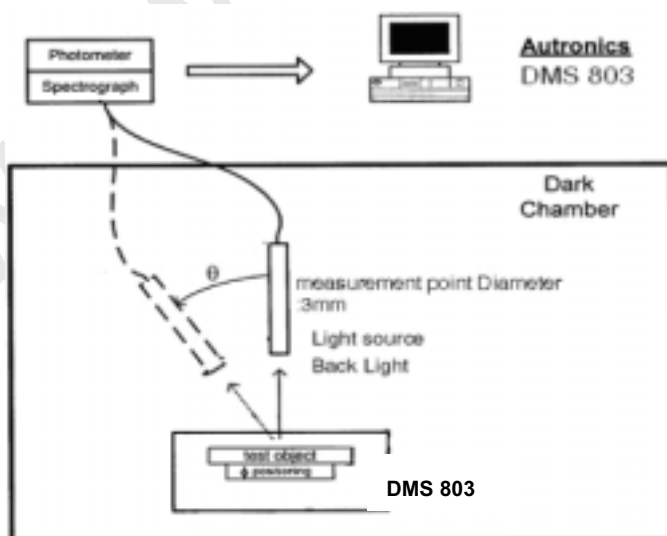 Photometer
Spectrograph
Autronics
DMS 803
Dark
Chamber
θ
measurement point Diameter
:3mm
Light source
Back Light
test object
ϕ positioning
DMS 803